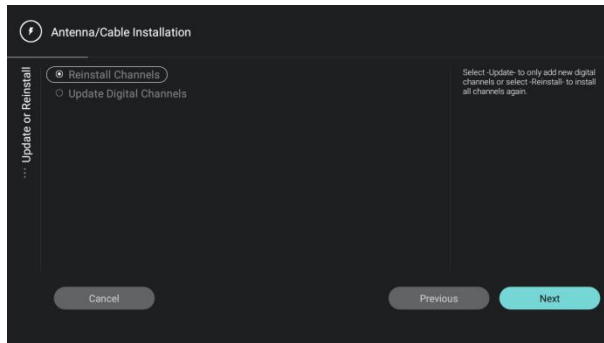 Antenna/Cable Installation
... Update or Reinstall
Reinstall Channels
Update Digital Channels
Select -Update- to only add new digital
channels or select -Reinstall- to install
all channels again.
Cancel
Previous
Next